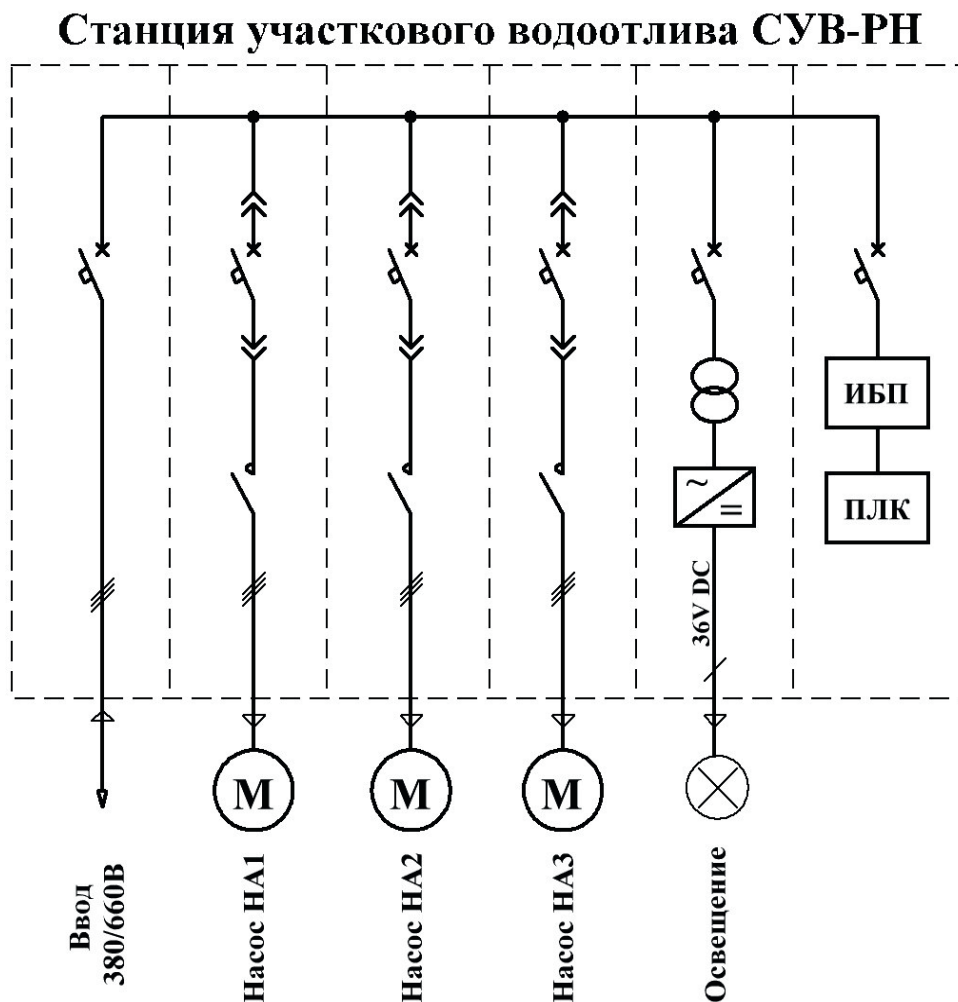 Станция участкового водоотлива СУВ-РН
ИБП
ПЛК
~
=
36V DC
M
M
M
Ввод
380/660В
Насос НА1
Насос НА2
Насос НА3
Освещение